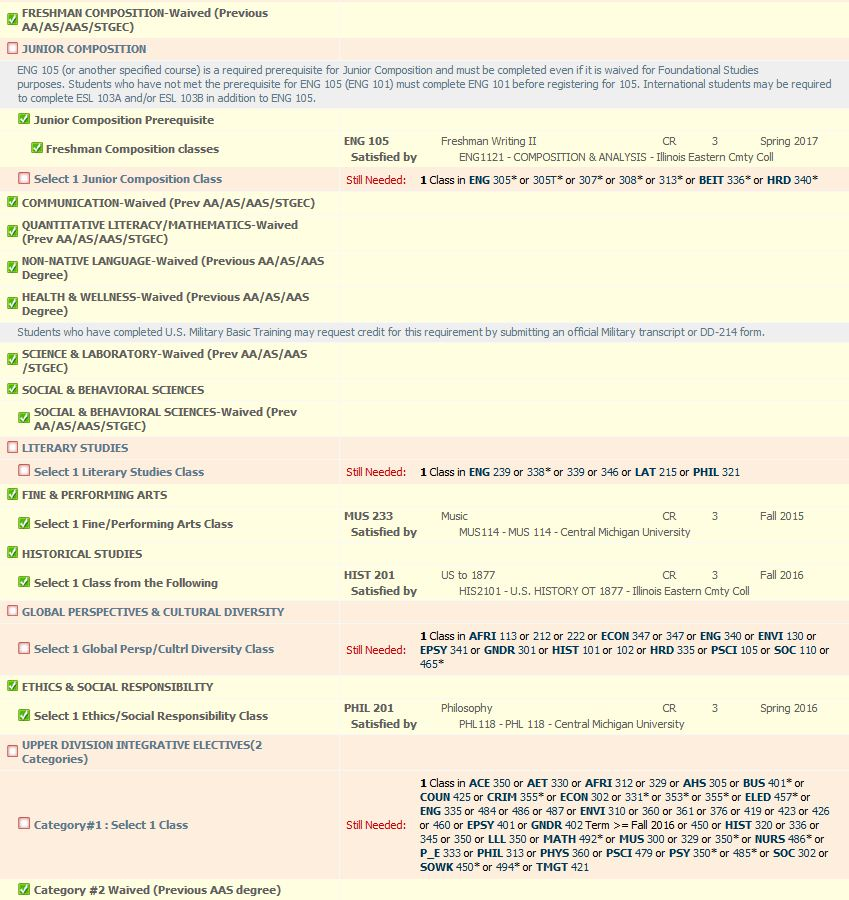 FRESHMAN COMPOSITION-Waived (Previous
AA/AS/AAS/STGEC)
JUNIOR COMPOSITION
ENG 105 (or another specified course) is a required prerequisite for Junior Composition and must be completed even if it is waived for Foundational Studies
purposes. Students who have not met the prerequisite for ENG 105 (ENG 101) must complete ENG 101 before registering for 105. International students may be required
to complete ESL 103A and/or ESL 103B in addition to ENG 105.
Junior Composition Prerequisite
Freshman Composition classes
ENG 105 Freshman Writing II CR 3 Spring 2017
Satisfied by ENG1121 - COMPOSITION & ANALYSIS - Illinois Eastern Cmty Coll
Select 1 Junior Composition Class Still Needed: 1 Class in ENG 305* or 305T* or 307* or 308* or 313* or BEIT 336* or HRD 340*
COMMUNICATION-Waived (Prev AA/AS/AAS/STGEC)
QUANTITATIVE LITERACY/MATHEMATICS-Waived
(Prev AA/AS/AAS/STGEC)
NON-NATIVE LANGUAGE-Waived (Previous AA/AS/AAS
Degree)
HEALTH & WELLNESS-Waived (Previous AA/AS/AAS
Degree)
Students who have completed U.S. Military Basic Training may request credit for this requirement by submitting an official Military transcript or DD-214 form.
SCIENCE & LABORATORY-Waived (Prev AA/AS/AAS
/STGEC)
SOCIAL & BEHAVIORAL SCIENCES
SOCIAL & BEHAVIORAL SCIENCES-Waived (Prev
AA/AS/AAS/STGEC)
LITERARY STUDIES
Select 1 Literary Studies Class Still Needed: 1 Class in ENG 239 or 338* or 339 or 346 or LAT 215 or PHIL 321
FINE & PERFORMING ARTS
Select 1 Fine/Performing Arts Class
MUS 233 Music CR 3 Fall 2015
Satisfied by MUS114 - MUS 114 - Central Michigan University
HISTORICAL STUDIES
Select 1 Class from the Following
HIST 201 US to 1877 CR 3 Fall 2016
Satisfied by HIS2101 - U.S. HISTORY OT 1877 - Illinois Eastern Cmty Coll
GLOBAL PERSPECTIVES & CULTURAL DIVERSITY
Select 1 Global Persp/Cultrl Diversity Class Still Needed:
1 Class in AFRI 113 or 212 or 222 or ECON 347 or 347 or ENG 340 or ENVI 130 or
EPSY 341 or GNDR 301 or HIST 101 or 102 or HRD 335 or PSCI 105 or SOC 110 or
465*
ETHICS & SOCIAL RESPONSIBILITY
Select 1 Ethics/Social Responsibility Class
PHIL 201 Philosophy CR 3 Spring 2016
Satisfied by PHL118 - PHL 118 - Central Michigan University
UPPER DIVISION INTEGRATIVE ELECTIVES(2
Categories)
Category#1 : Select 1 Class Still Needed:
1 Class in ACE 350 or AET 330 or AFRI 312 or 329 or AHS 305 or BUS 401* or
COUN 425 or CRIM 355* or ECON 302 or 331* or 353* or 355* or ELED 457* or
ENG 335 or 484 or 486 or 487 or ENVI 310 or 360 or 361 or 376 or 419 or 423 or 426
or 460 or EPSY 401 or GNDR 402 Term >= Fall 2016 or 450 or HIST 320 or 336 or
345 or 350 or LLL 350 or MATH 492* or MUS 300 or 329 or 350* or NURS 486* or
P_E 333 or PHIL 313 or PHYS 360 or PSCI 479 or PSY 350* or 485* or SOC 302 or
SOWK 450* or 494* or TMGT 421
Category #2 Waived (Previous AAS degree)